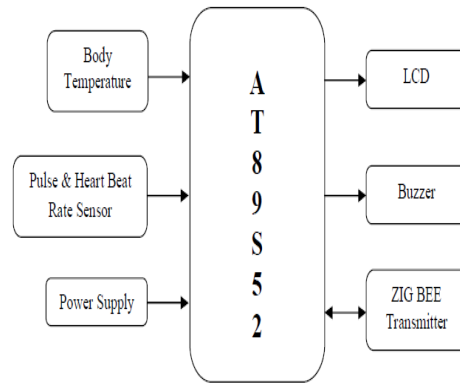 Body
Temperature
Pulse & Heart Beat
Rate Sensor
Power Supply
A
T
8
9
S
5
2
LCD
Buzzer
ZIG BEE
Transmitter